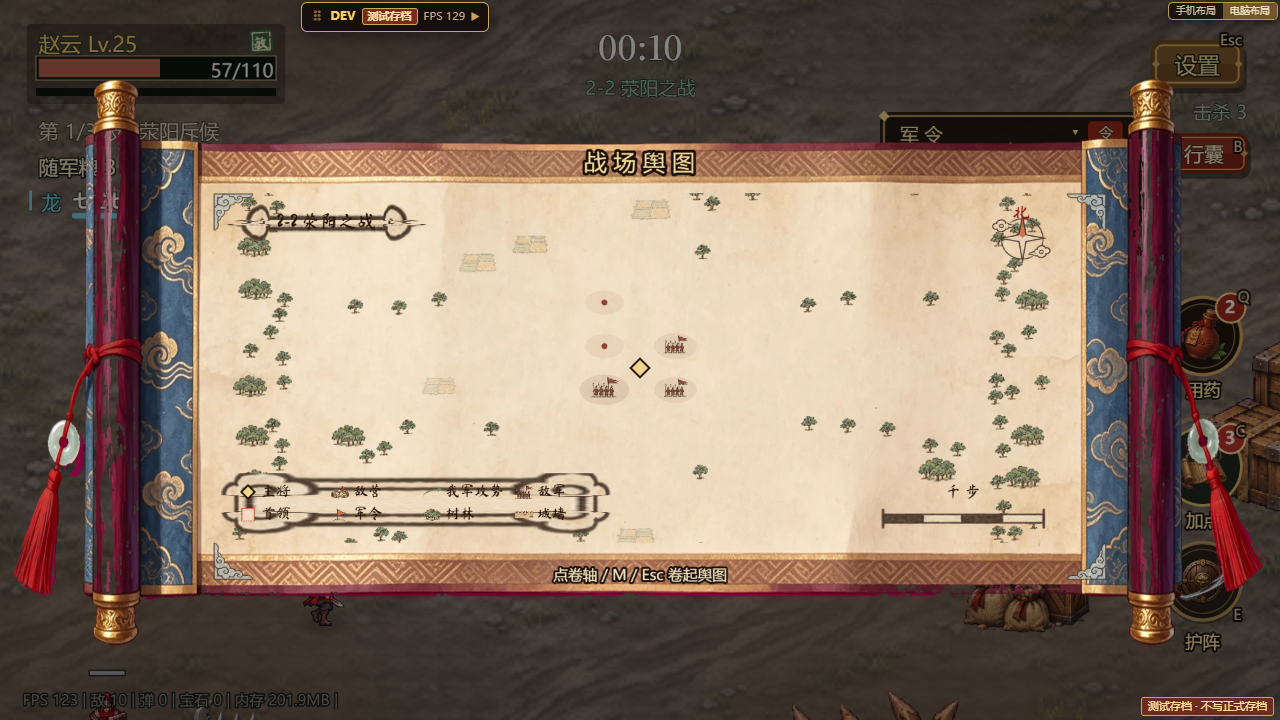 DEV 测试存档 FPS 129 ▶
手机布局 电脑布局
赵云 Lv.25
敏
57/110
00:10
2-2 荥阳之战
Esc
设置
击杀 3
荥阳斥候
随军粮
军令
令
行囊 B
龙
战场舆图
2-2 荥阳之战
北
Q
2
用药
C
3
加点
E
护阵
主将 敌营 我军攻势 敌军
首领 军令 树林 城墙
千步
点卷轴 / M / Esc 卷起舆图
FPS 123 | 敌 10 | 弹 0 | 宝石 0 | 内存 201.9MB |
测试存档 · 不写正式存档